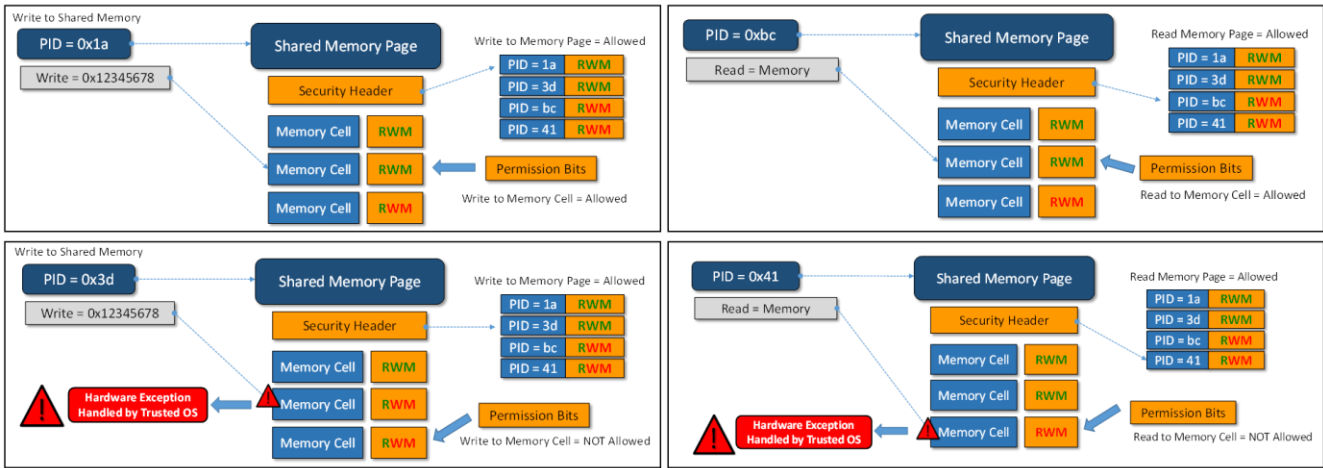 Write to Shared Memory
PID = 0x1a
Shared Memory Page
Write to Memory Page = Allowed
Write = 0x12345678
PID = 1a RWM
Security Header
PID = 3d RWM
PID = bc RWM
PID = 41 RWM
Memory Cell RWM
Memory Cell RWM
Permission Bits
Memory Cell RWM
Write to Memory Cell = Allowed
PID = 0xbc
Shared Memory Page
Read Memory Page = Allowed
Read = Memory
PID = 1a RWM
Security Header
PID = 3d RWM
PID = bc RWM
PID = 41 RWM
Memory Cell RWM
Memory Cell RWM
Permission Bits
Memory Cell RWM
Read to Memory Cell = Allowed
Write to Shared Memory
PID = 0x3d
Shared Memory Page
Write to Memory Page = Allowed
Write = 0x12345678
PID = 1a RWM
Security Header
PID = 3d RWM
PID = bc RWM
PID = 41 RWM
Memory Cell RWM
Hardware Exception
Handled by Trusted OS
Memory Cell RWM
Permission Bits
Memory Cell RWM
Write to Memory Cell = NOT Allowed
PID = 0x41
Shared Memory Page
Read Memory Page = Allowed
Read = Memory
PID = 1a RWM
Security Header
PID = 3d RWM
PID = bc RWM
PID = 41 RWM
Memory Cell RWM
Memory Cell RWM
Permission Bits
Hardware Exception
Handled by Trusted OS
Memory Cell RWM
Read to Memory Cell = NOT Allowed